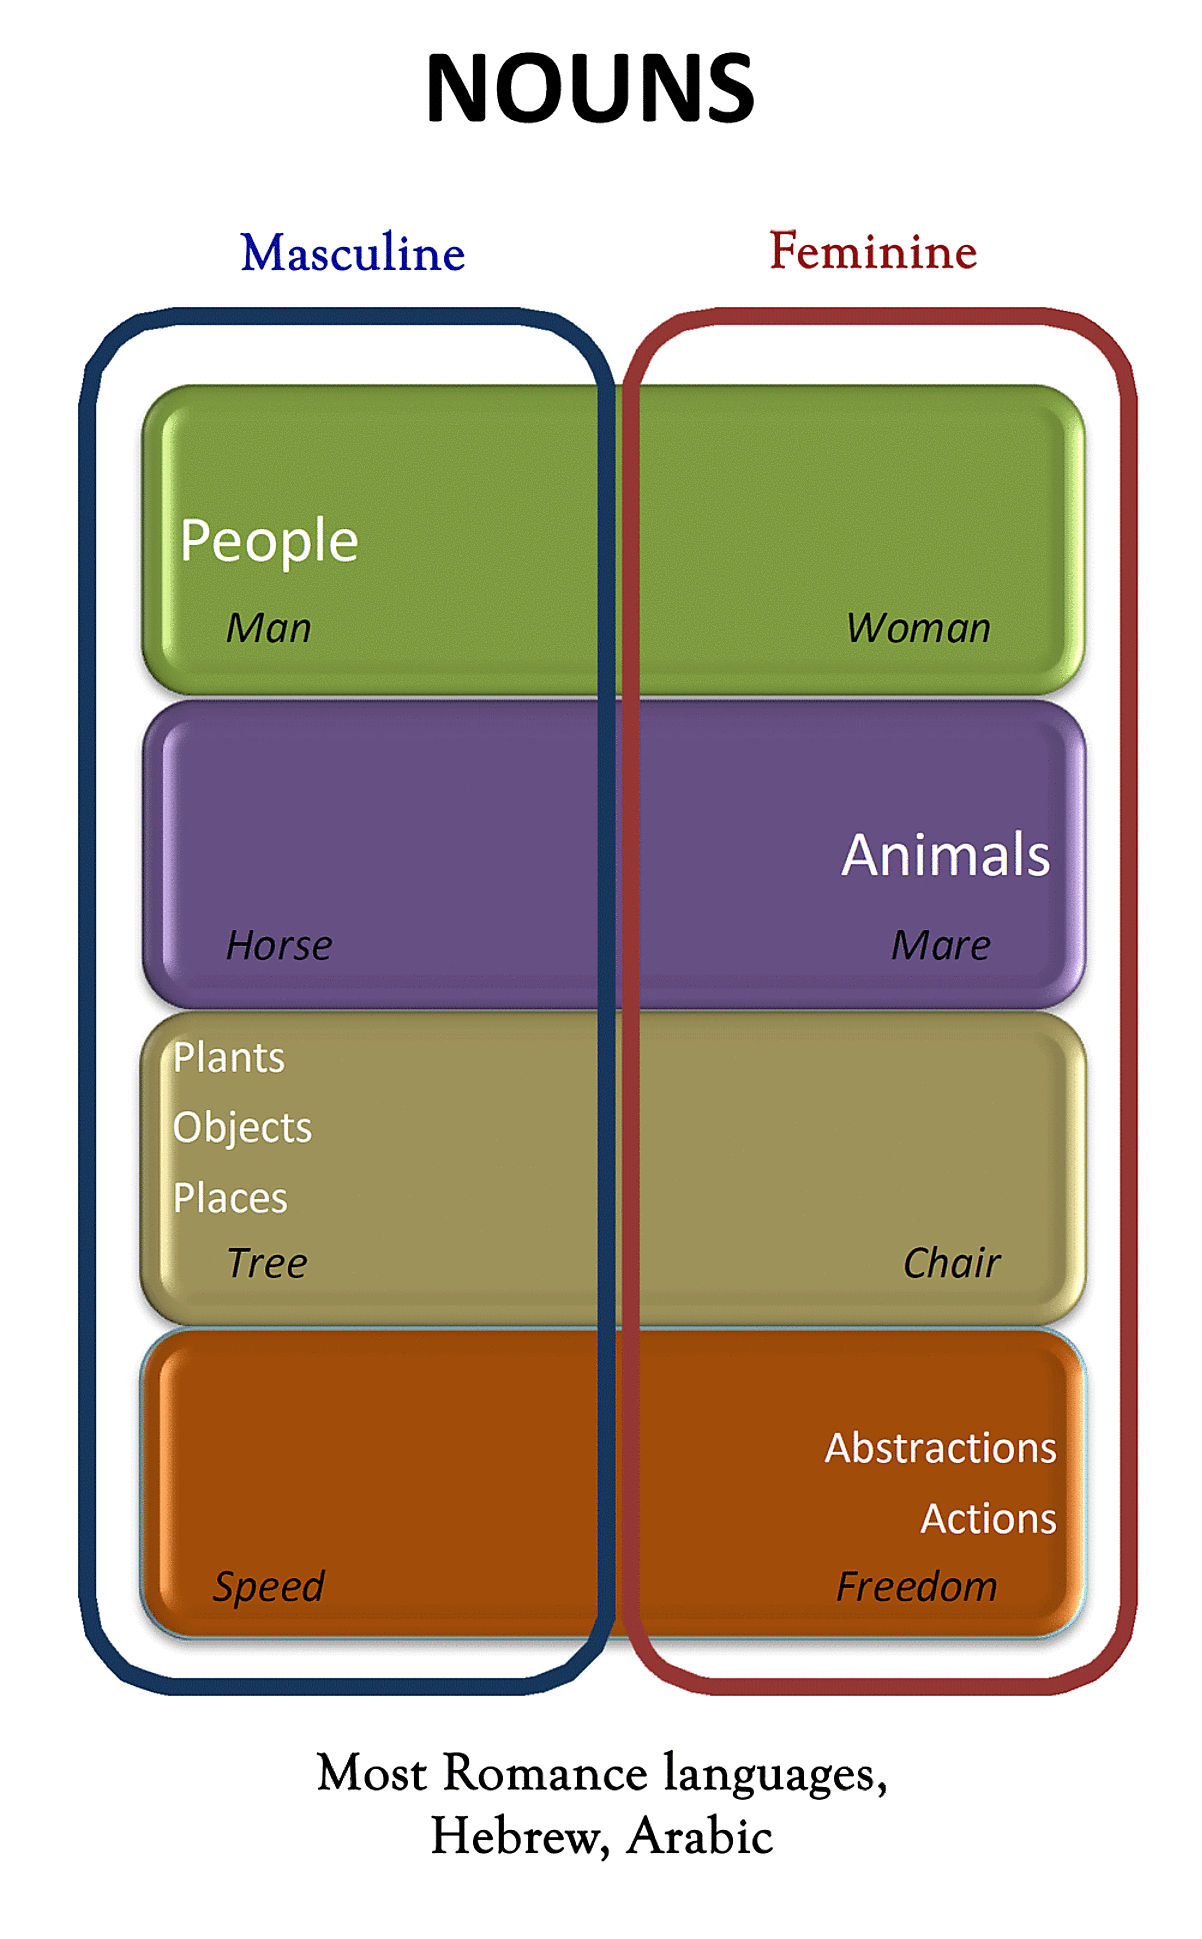 NOUNS
Masculine
Feminine
People
Man
Woman
Animals
Horse
Mare
Plants
Objects
Places
Tree
Chair
Abstractions
Actions
Speed
Freedom
Most Romance languages,
Hebrew, Arabic